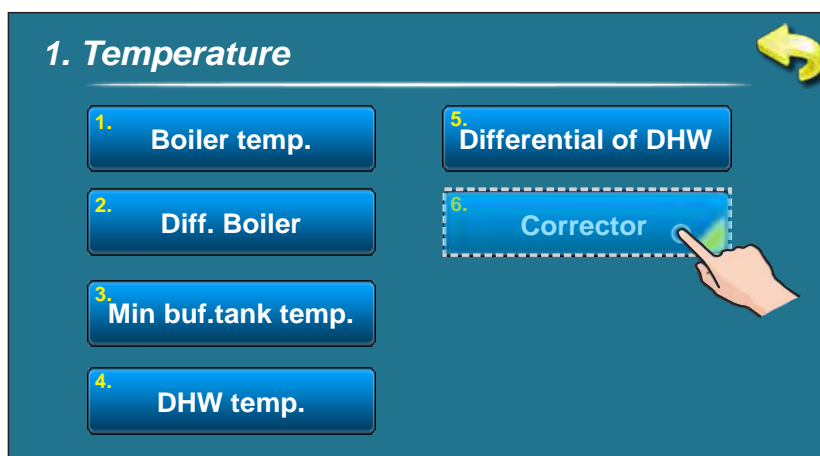 1. Temperature
1.
Boiler temp.
2.
Diff. Boiler
3.
Min buf.tank temp.
4.
DHW temp.
5.
Differential of DHW
6.
Corrector